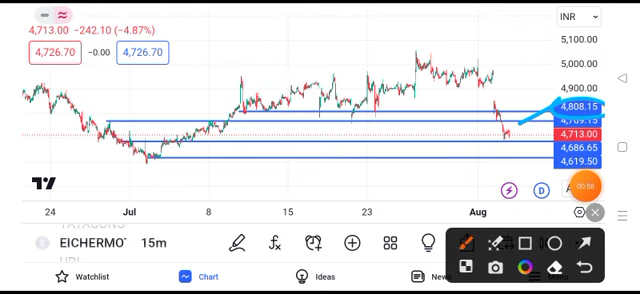 INR
4,713.00 -242.10 (-4.87%)
5,100.00
4,726.70 -0.00 4,726.70
5,000.00
4,900.00
4,808.15
4,769.15
4,713.00
4,686.65
4,619.50
00:58
D
24 Jul 8 15 23 Aug
EICHERMOT 15m
Watchlist Chart Ideas News